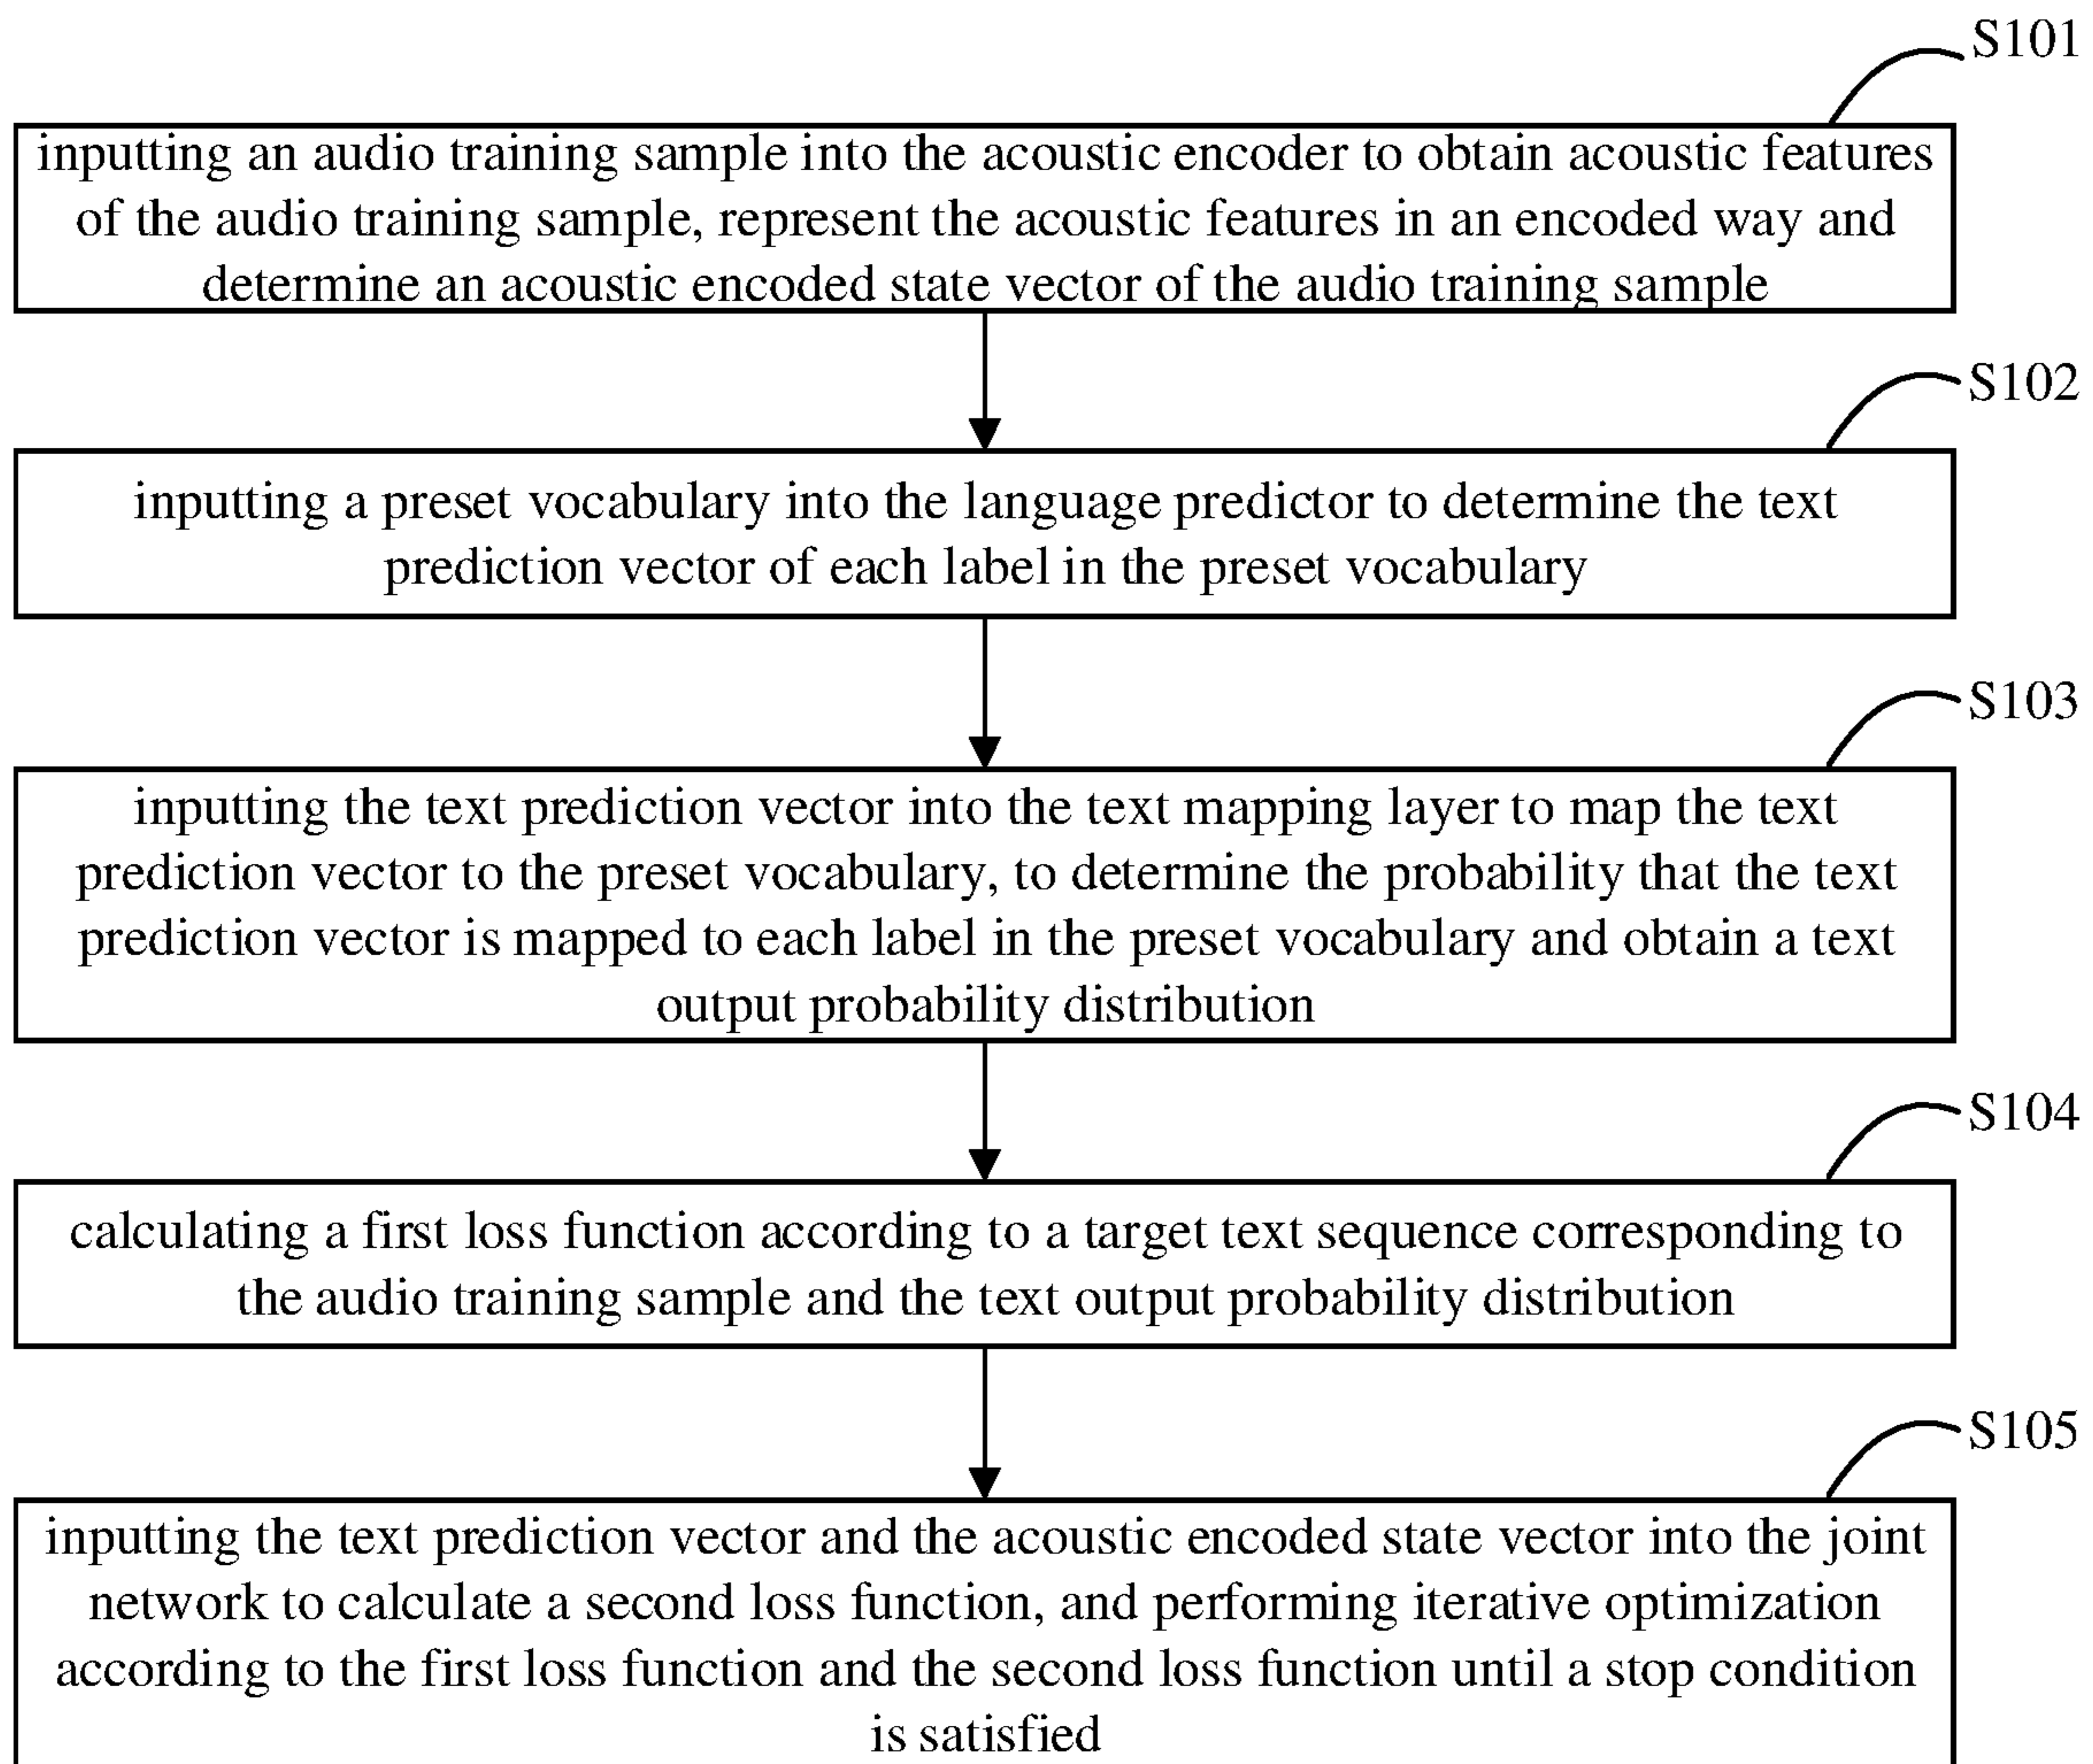 S101
inputting an audio training sample into the acoustic encoder to obtain acoustic features
of the audio training sample, represent the acoustic features in an encoded way and
determine an acoustic encoded state vector of the audio training sample
S102
inputting a preset vocabulary into the language predictor to determine the text
prediction vector of each label in the preset vocabulary
S103
inputting the text prediction vector into the text mapping layer to map the text
prediction vector to the preset vocabulary, to determine the probability that the text
prediction vector is mapped to each label in the preset vocabulary and obtain a text
output probability distribution
S104
calculating a first loss function according to a target text sequence corresponding to
the audio training sample and the text output probability distribution
S105
inputting the text prediction vector and the acoustic encoded state vector into the joint
network to calculate a second loss function, and performing iterative optimization
according to the first loss function and the second loss function until a stop condition
is satisfied